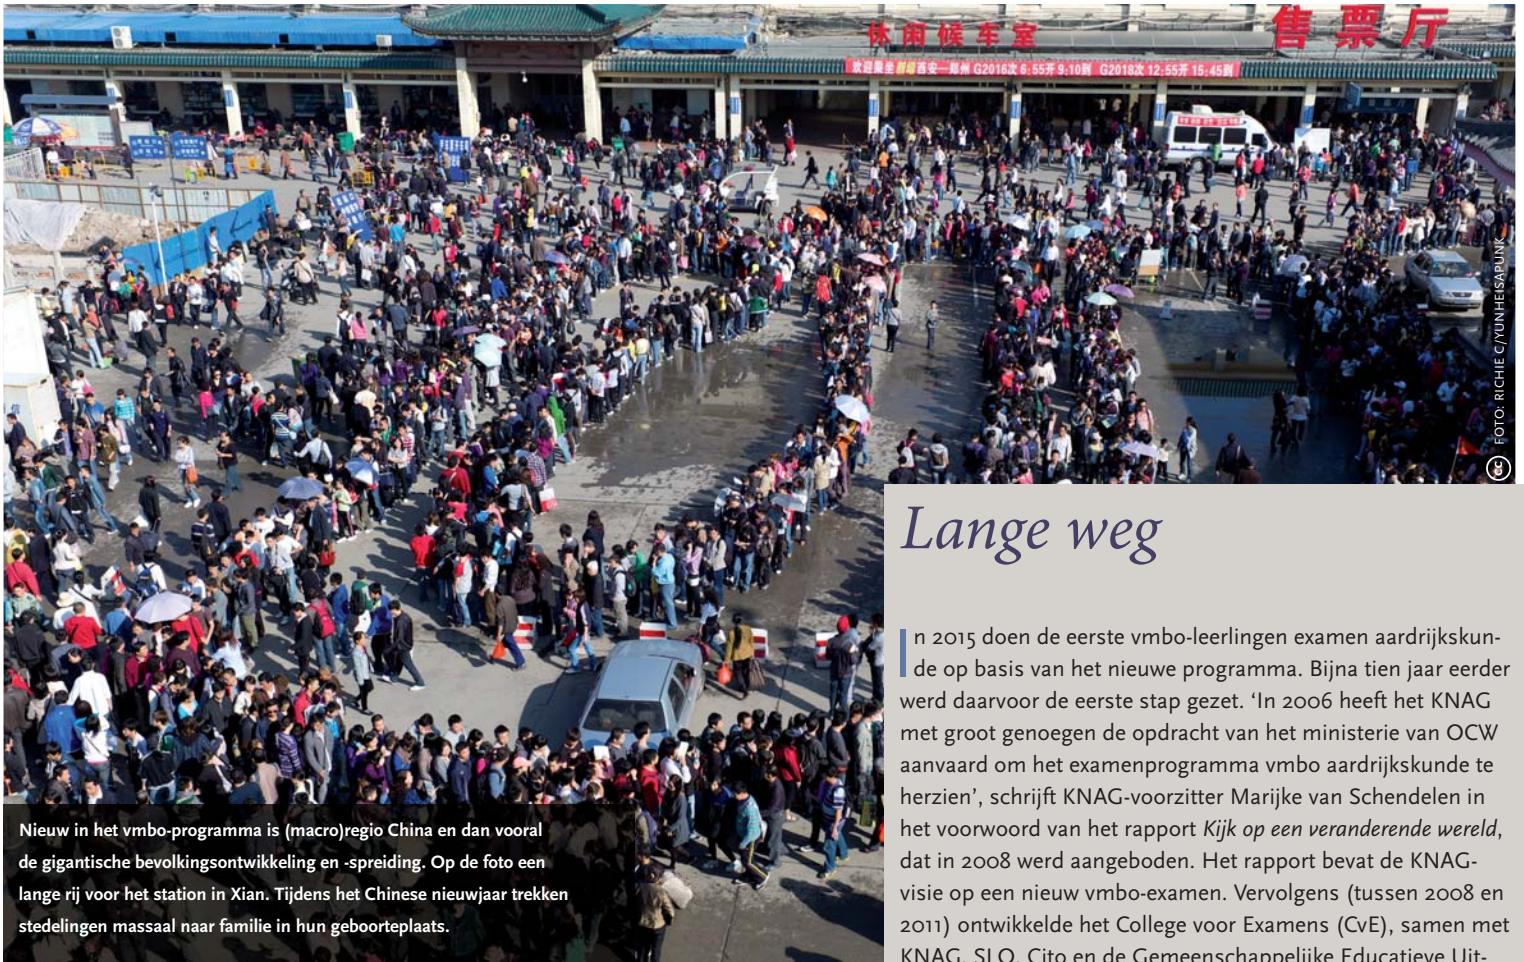 休闲候车室
售票厅
欢迎乘坐 西安—郑州 G2016次 6:55开 9:10到 G2018次 12:55开 15:45到
FOTO: RICHIE C/YUNHEISAPUNK
cc
Lange weg
In 2015 doen de eerste vmbo-leerlingen examen aardrijkskun-
de op basis van het nieuwe programma. Bijna tien jaar eerder
werd daarvoor de eerste stap gezet. ‘In 2006 heeft het KNAG
met groot genoegen de opdracht van het ministerie van OCW
aanvaard om het examenprogramma vmbo aardrijkskunde te
herzien’, schrijft KNAG-voorzitter Marijke van Schendelen in
het voorwoord van het rapport Kijk op een veranderende wereld,
dat in 2008 werd aangeboden. Het rapport bevat de KNAG-
visie op een nieuw vmbo-examen. Vervolgens (tussen 2008 en
2011) ontwikkelde het College voor Examens (CvE), samen met
KNAG, SLO, Cito en de Gemeenschappelijke Educatieve Uit-
Nieuw in het vmbo-programma is (macro)regio China en dan vooral
de gigantische bevolkingsontwikkeling en -spreiding. Op de foto een
lange rij voor het station in Xian. Tijdens het Chinese nieuwjaar trekken
stedelingen massaal naar familie in hun geboorteplaats.